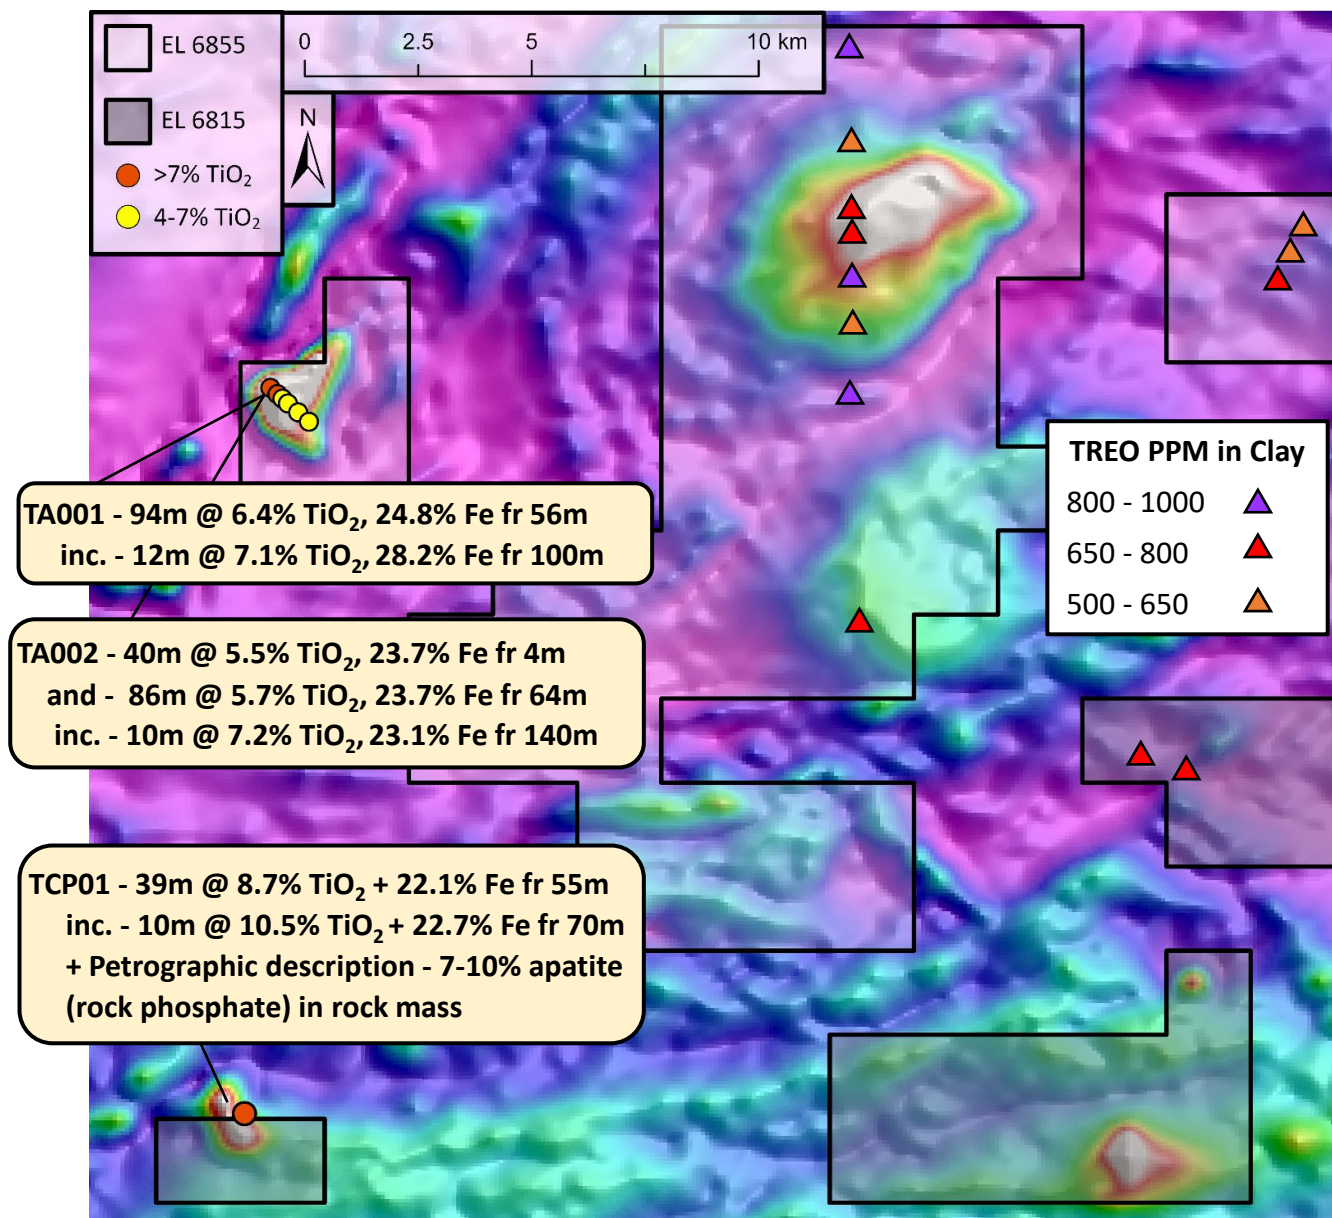 EL 6855
EL 6815
>7% TiO₂
4-7% TiO₂
0 2.5 5 10 km
N
TREO PPM in Clay
800 - 1000
650 - 800
500 - 650
TA001 - 94m @ 6.4% TiO₂, 24.8% Fe fr 56m
inc. - 12m @ 7.1% TiO₂, 28.2% Fe fr 100m
TA002 - 40m @ 5.5% TiO₂, 23.7% Fe fr 4m
and - 86m @ 5.7% TiO₂, 23.7% Fe fr 64m
inc. - 10m @ 7.2% TiO₂, 23.1% Fe fr 140m
TCP01 - 39m @ 8.7% TiO₂ + 22.1% Fe fr 55m
inc. - 10m @ 10.5% TiO₂ + 22.7% Fe fr 70m
+ Petrographic description - 7-10% apatite
(rock phosphate) in rock mass